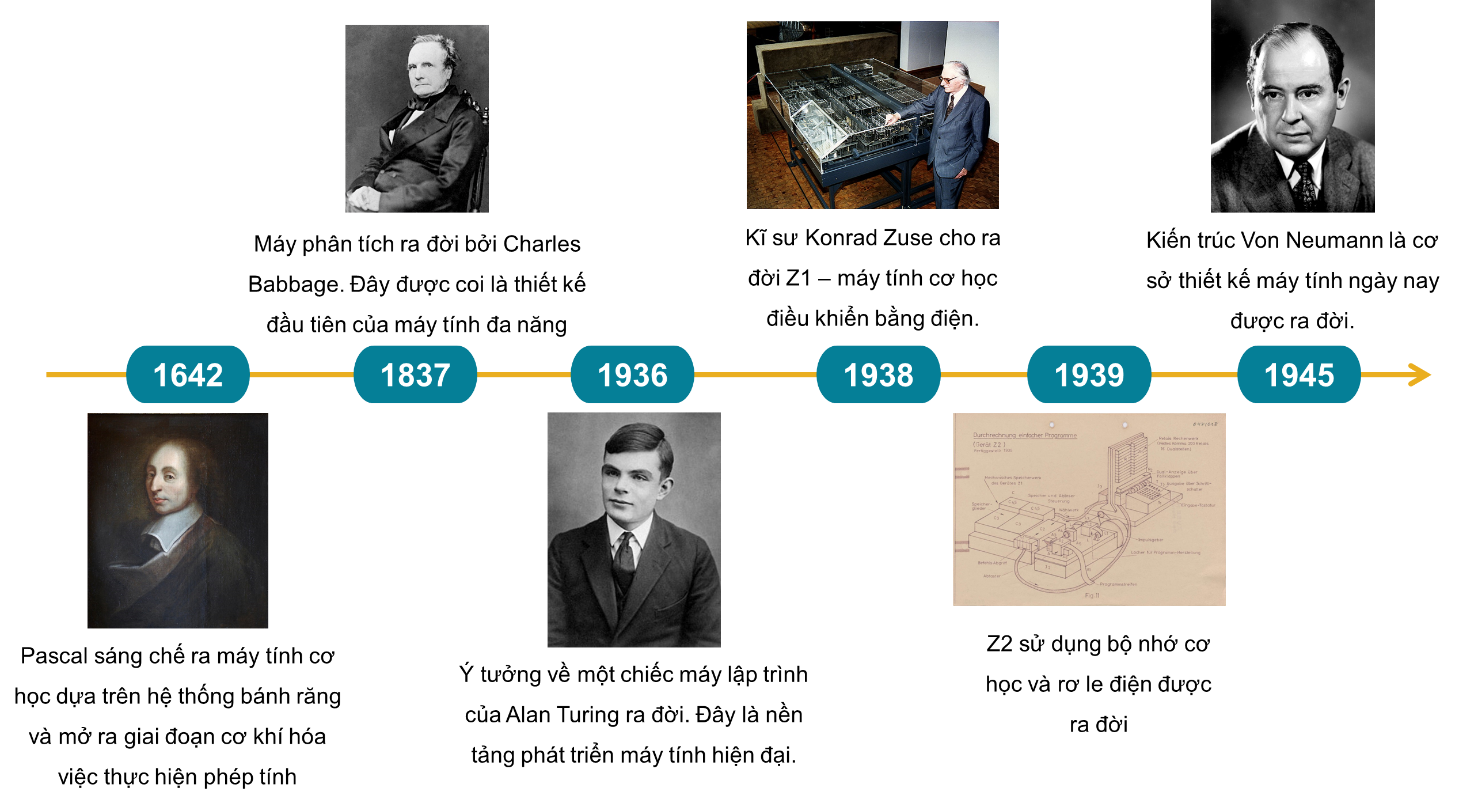 Máy phân tích ra đời bởi Charles
Babbage. Đây được coi là thiết kế
đầu tiên của máy tính đa năng
Kĩ sư Konrad Zuse cho ra
đời Z1 – máy tính cơ học
điều khiển bằng điện.
Kiến trúc Von Neumann là cơ
sở thiết kế máy tính ngày nay
được ra đời.
1642
1837
1936
1938
1939
1945
Pascal sáng chế ra máy tính cơ
học dựa trên hệ thống bánh răng
và mở ra giai đoạn cơ khí hóa
việc thực hiện phép tính
Ý tưởng về một chiếc máy lập trình
của Alan Turing ra đời. Đây là nền
tảng phát triển máy tính hiện đại.
Durchrechnung einfacher Programme
Fig.
Z2 sử dụng bộ nhớ cơ
học và rơ le điện được
ra đời